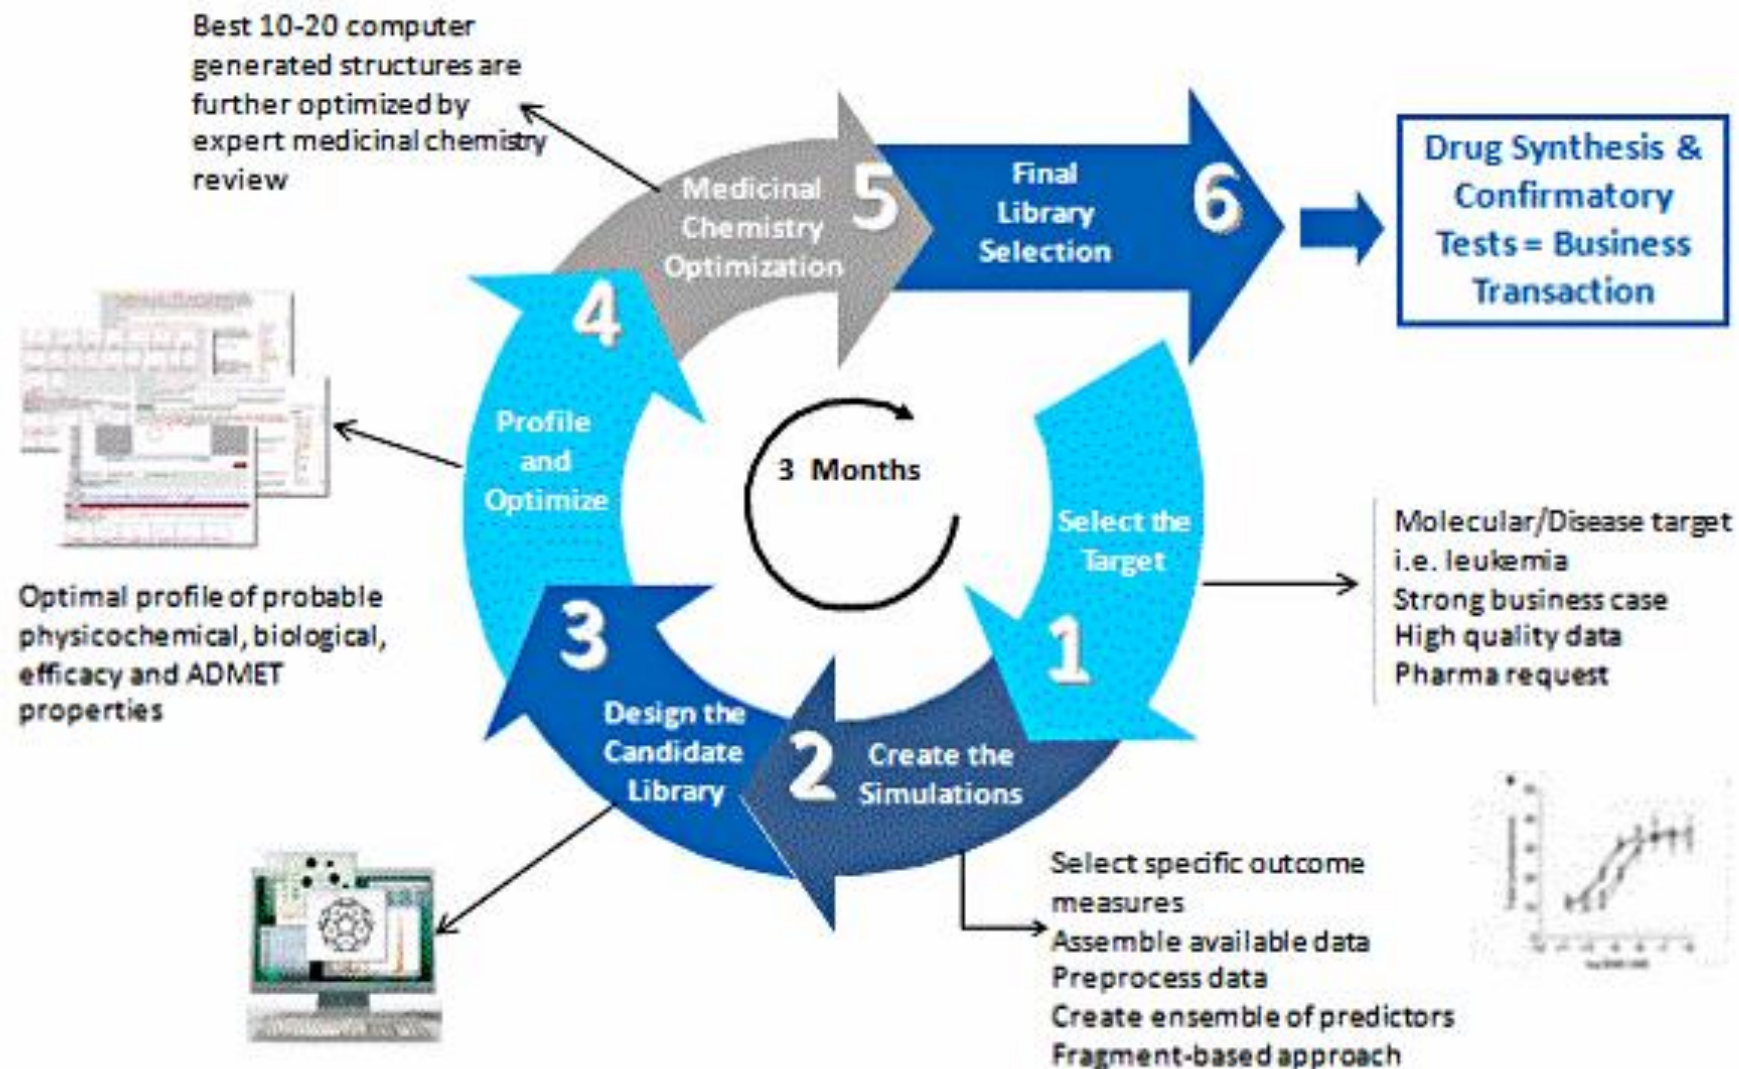 Best 10-20 computer
generated structures are
further optimized by
expert medicinal chemistry
review
Medicinal
Chemistry
Optimization
5
Final
Library
Selection
6
Drug Synthesis &
Confirmatory
Tests = Business
Transaction
4
Profile
and
Optimize
3 Months
Select the
Target
1
Molecular/Disease target
i.e. leukemia
Strong business case
High quality data
Pharma request
Optimal profile of probable
physicochemical, biological,
efficacy and ADMET
properties
3
Design the
Candidate
Library
2
Create the
Simulations
Select specific outcome
measures
Assemble available data
Preprocess data
Create ensemble of predictors
Fragment-based approach